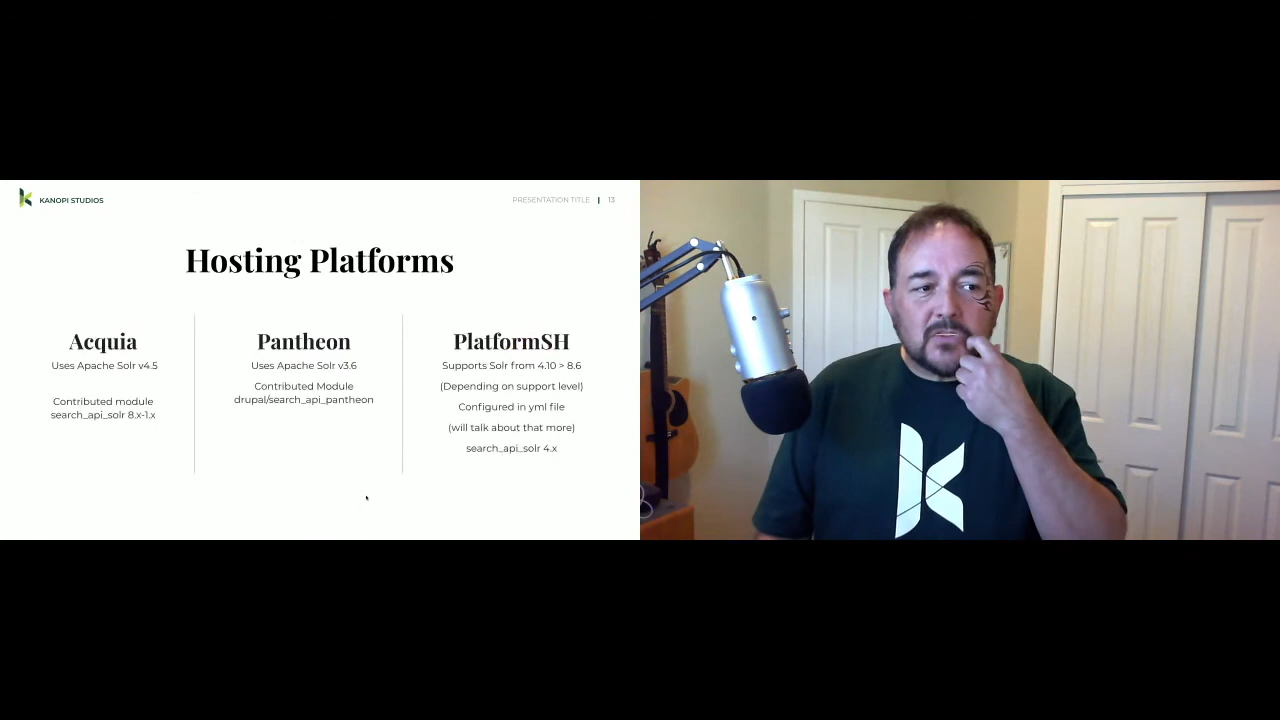 KANOPI STUDIOS
PRESENTATION TITLE | 13
Hosting Platforms
Acquia
Uses Apache Solr v4.5
Contributed module
search_api_solr 8.x-1.x
Pantheon
Uses Apache Solr v3.6
Contributed Module
drupal/search_api_pantheon
PlatformSH
Supports Solr from 4.10 > 8.6
(Depending on support level)
Configured in yml file
(will talk about that more)
search_api_solr 4.x